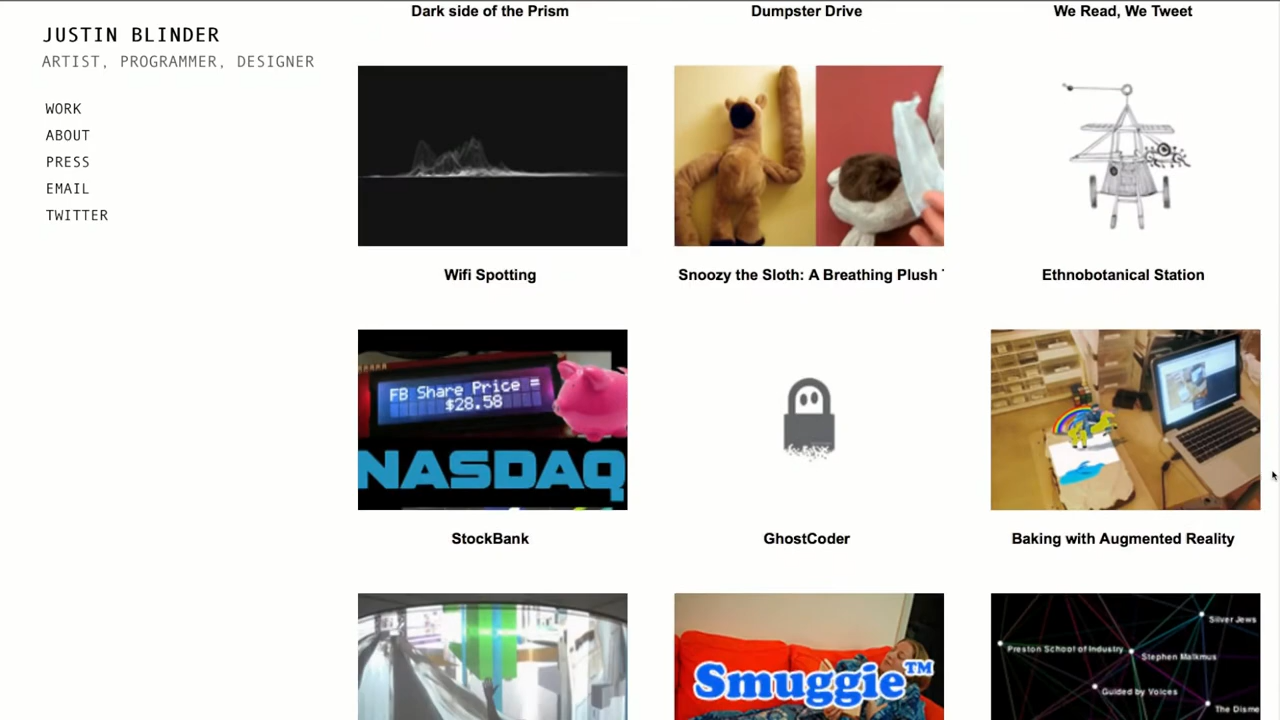 JUSTIN BLINDER
ARTIST, PROGRAMMER, DESIGNER
WORK
ABOUT
PRESS
EMAIL
TWITTER
Dark side of the Prism
Dumpster Drive
We Read, We Tweet
Wifi Spotting
Snoozy the Sloth: A Breathing Plush
Ethnobotanical Station
FB Share Price =
$28.58
NASDAQ
StockBank
GhostCoder
Baking with Augmented Reality
Smuggie™
Silver Jews
Preston School of Industry
Stephen Malkmus
Guided by Voices
The Disme